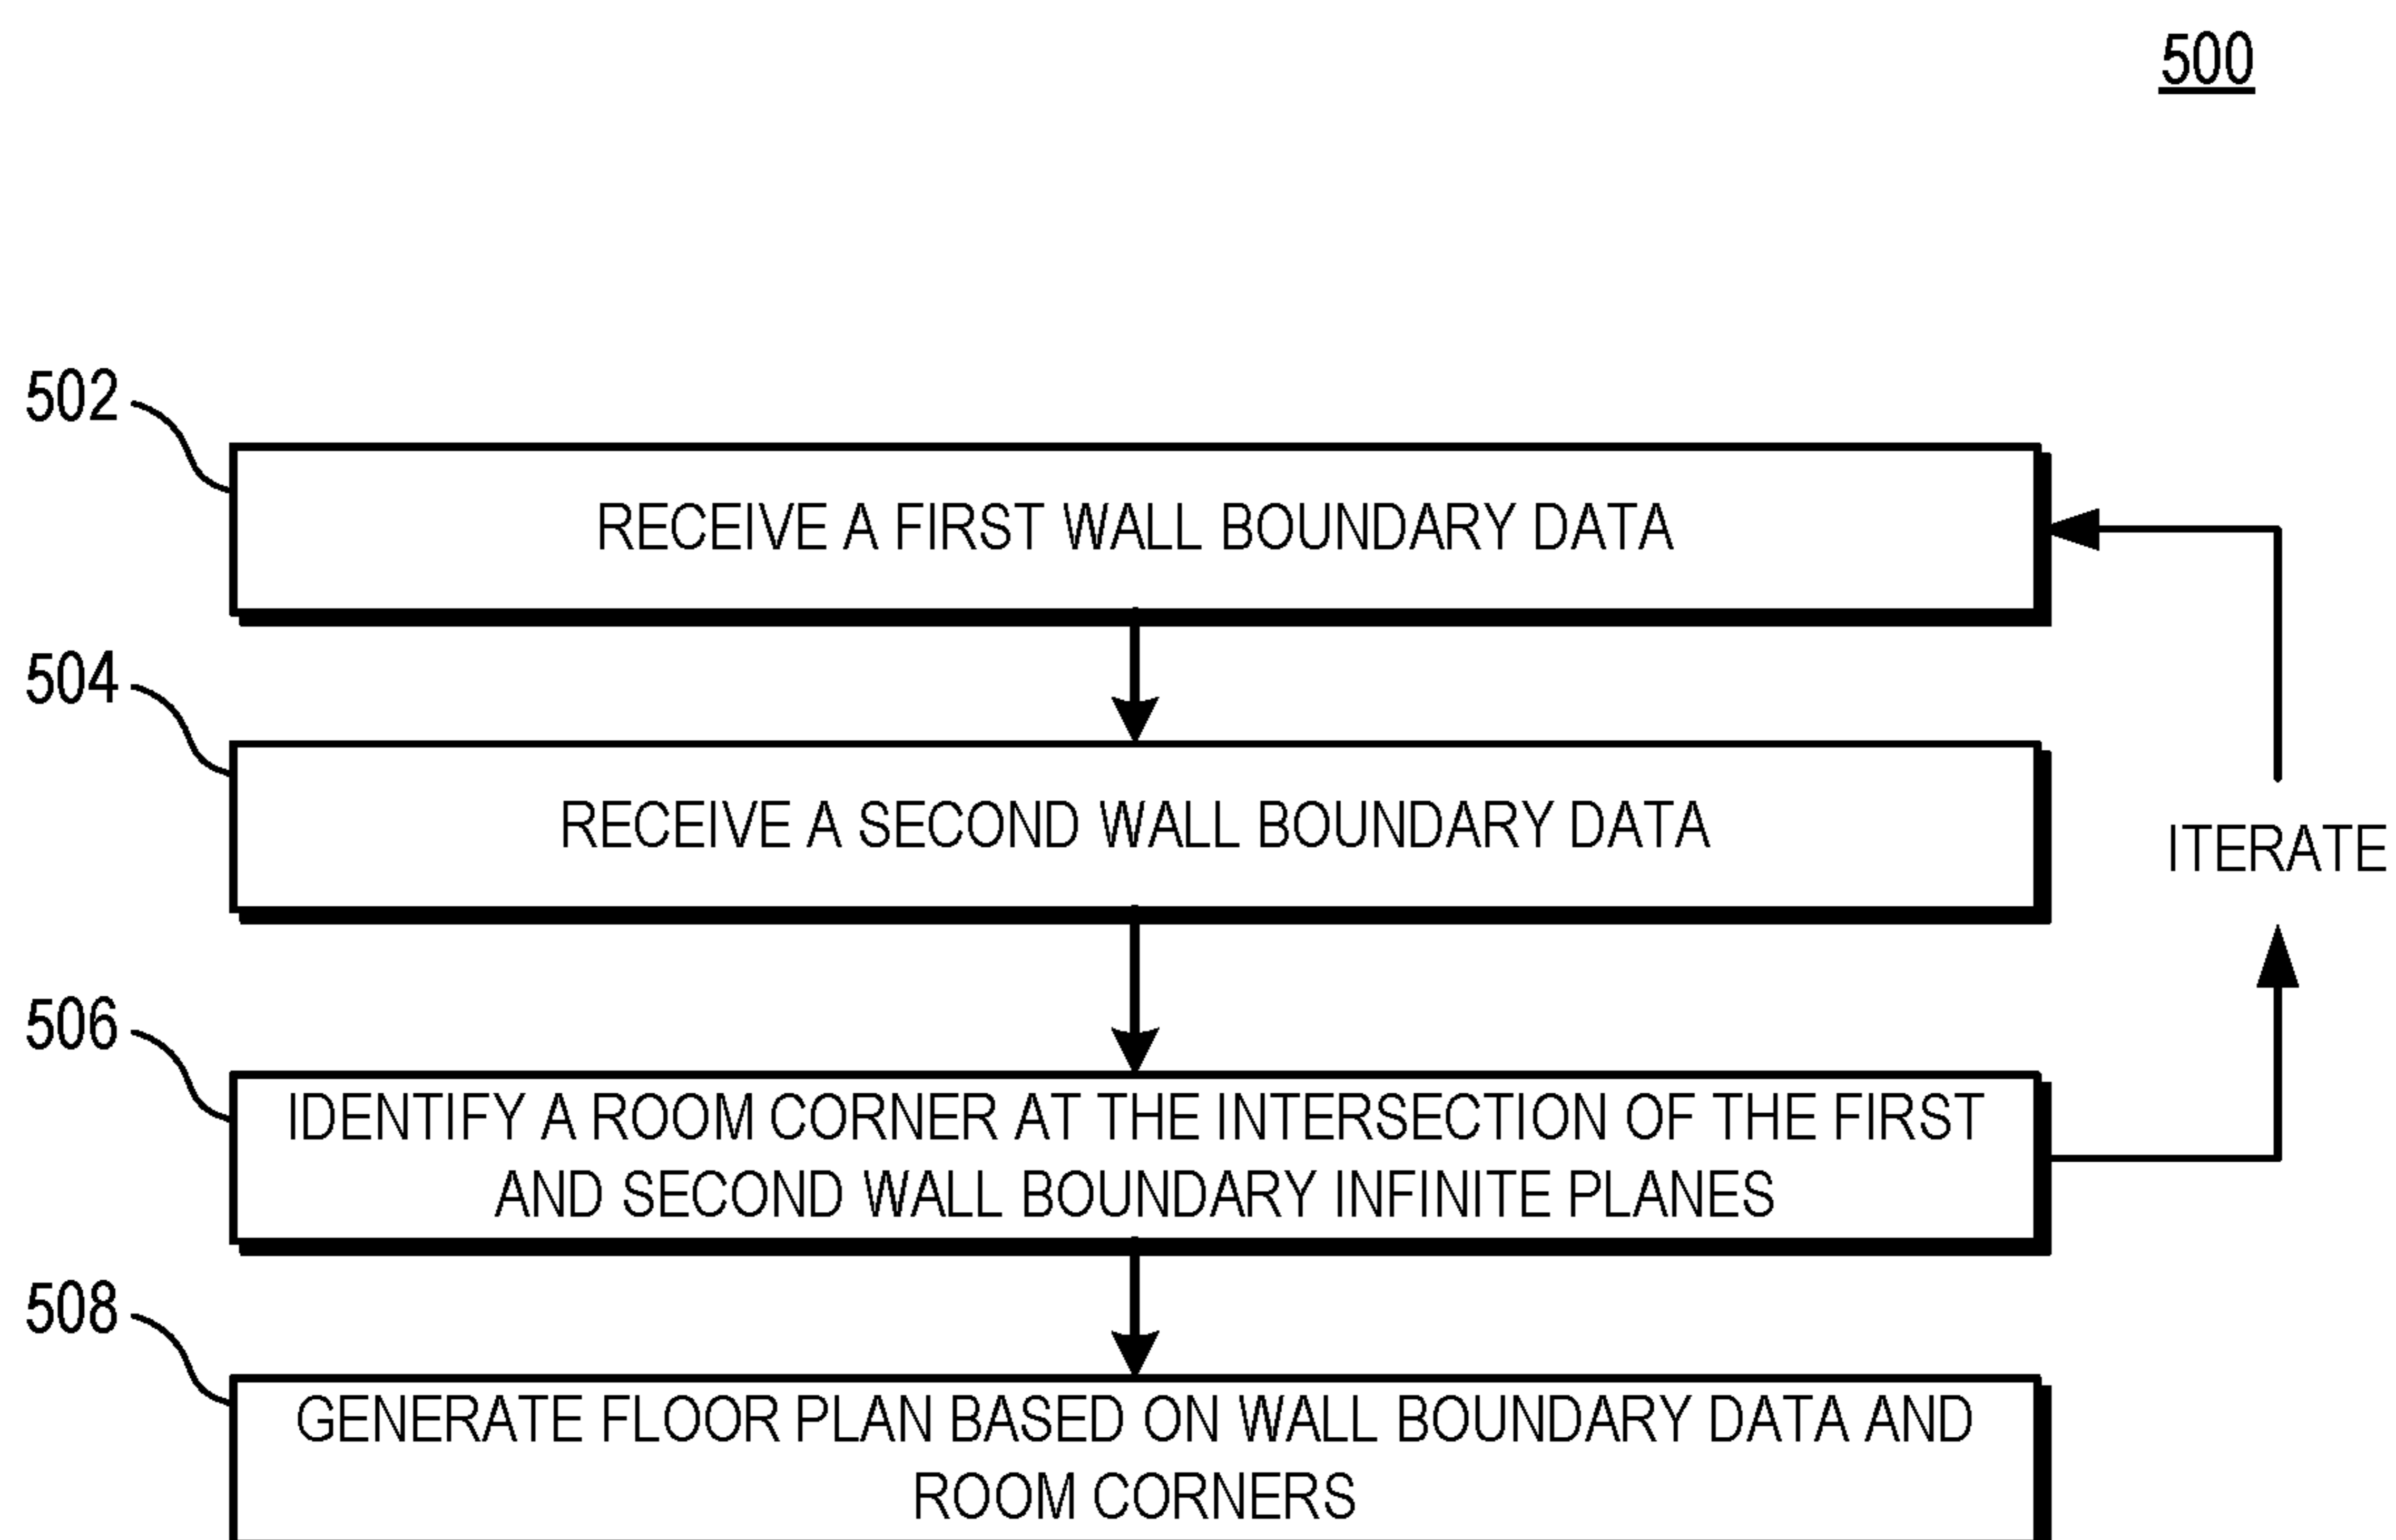 500
502
RECEIVE A FIRST WALL BOUNDARY DATA
504
RECEIVE A SECOND WALL BOUNDARY DATA
ITERATE
506
IDENTIFY A ROOM CORNER AT THE INTERSECTION OF THE FIRST
AND SECOND WALL BOUNDARY INFINITE PLANES
508
GENERATE FLOOR PLAN BASED ON WALL BOUNDARY DATA AND
ROOM CORNERS